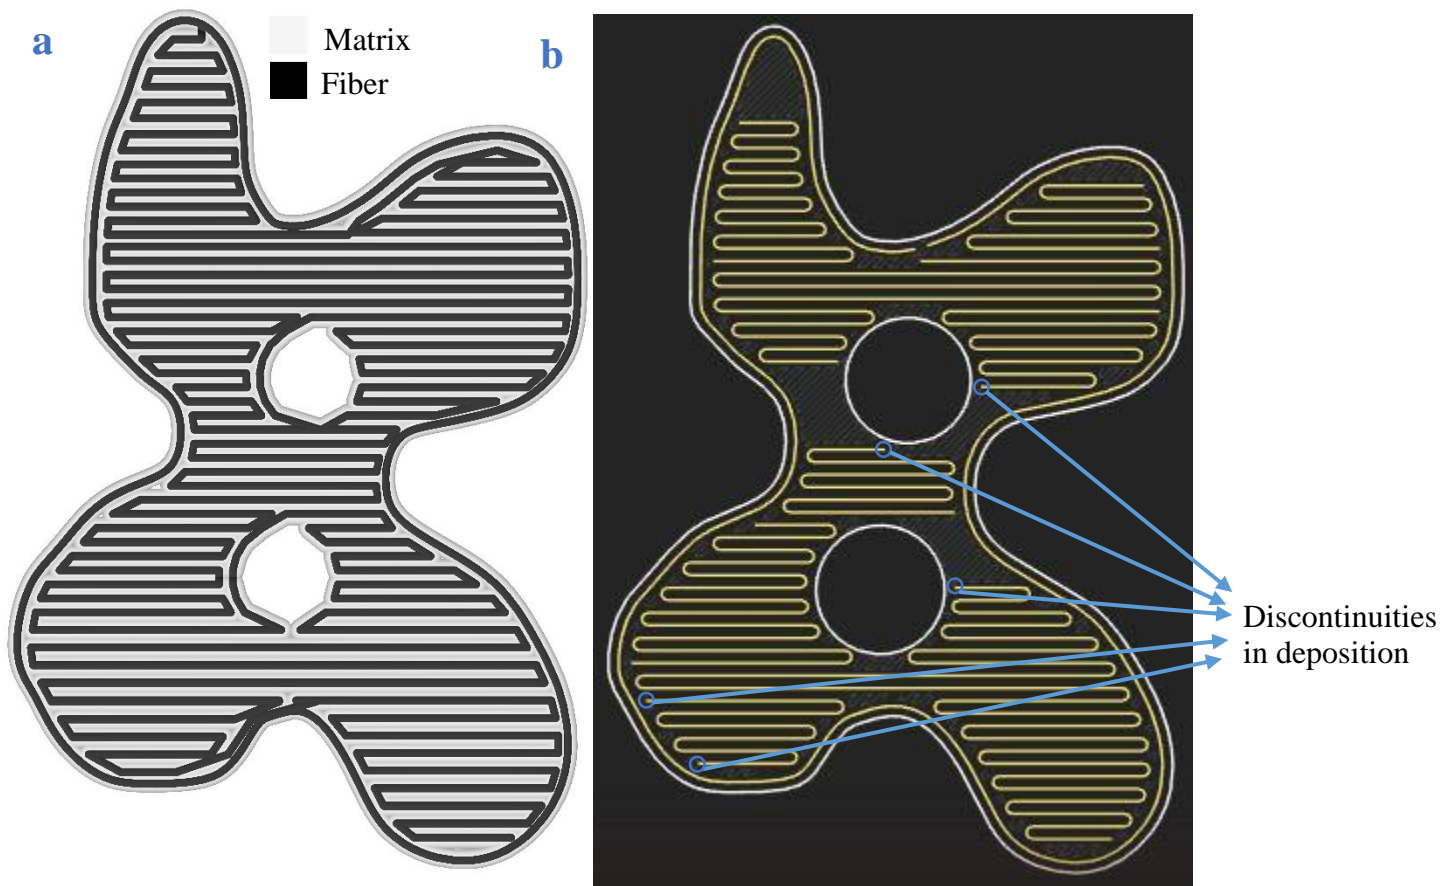 a
Matrix
Fiber
b
Discontinuities
in deposition